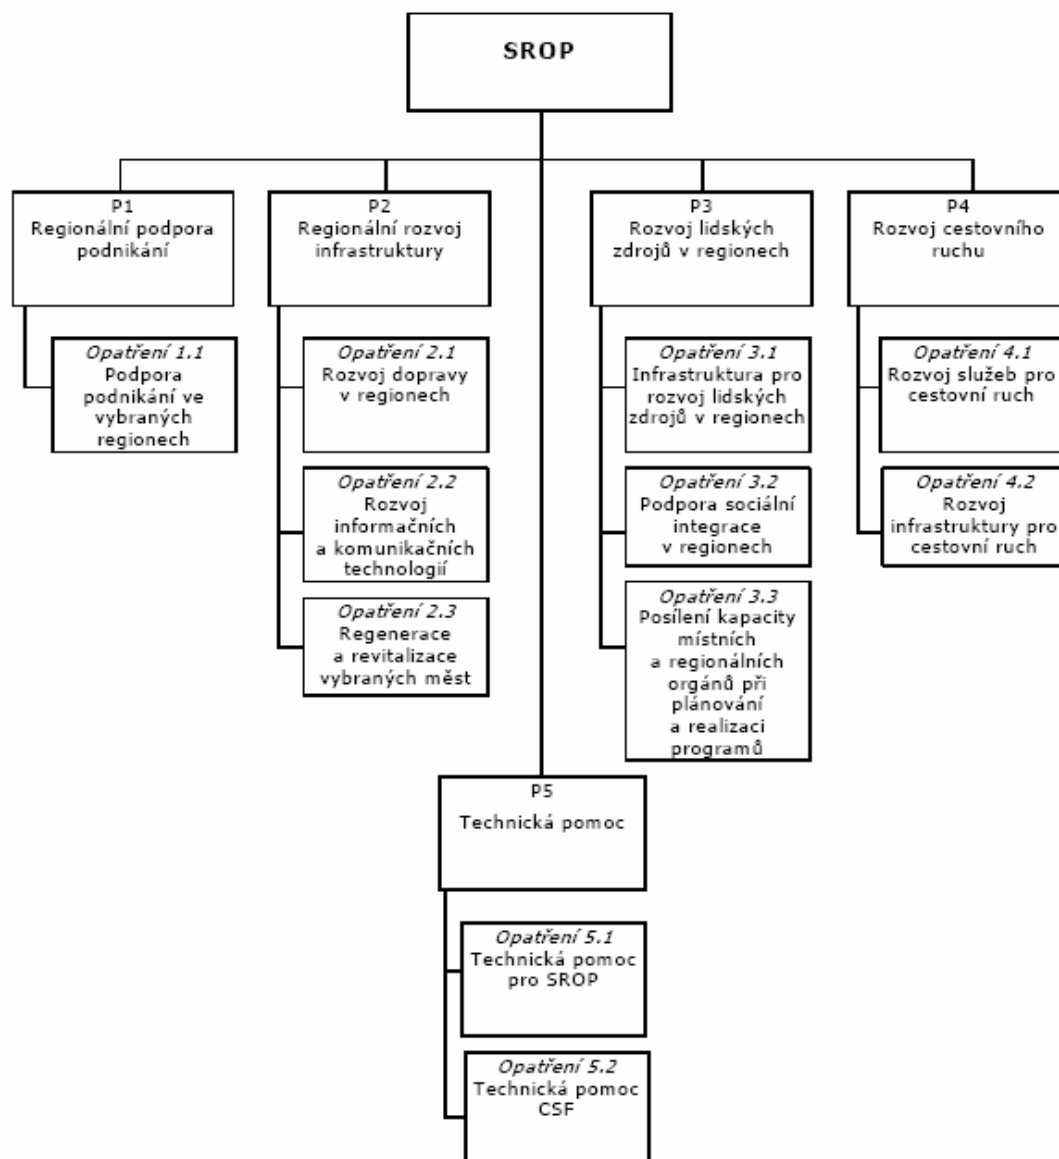 SROP
P1
Regionální podpora
podnikání
P2
Regionální rozvoj
infrastruktury
P3
Rozvoj lidských
zdrojů v regionech
P4
Rozvoj cestovního
ruchu
Opatření 1.1
Podpora
podnikání ve
vybraných
regionech
Opatření 2.1
Rozvoj dopravy
v regionech
Opatření 2.2
Rozvoj
informačních
a komunikačních
technologií
Opatření 2.3
Regenerace
a revitalizace
vybraných měst
Opatření 3.1
Infrastruktura pro
rozvoj lidských
zdrojů v regionech
Opatření 3.2
Podpora sociální
integrace
v regionech
Opatření 3.3
Posílení kapacity
místních
a regionálních
orgánů při
plánování
a realizaci
programů
Opatření 4.1
Rozvoj služeb pro
cestovní ruch
Opatření 4.2
Rozvoj
infrastruktury pro
cestovní ruch
P5
Technická pomoc
Opatření 5.1
Technická pomoc
pro SROP
Opatření 5.2
Technická pomoc
CSF